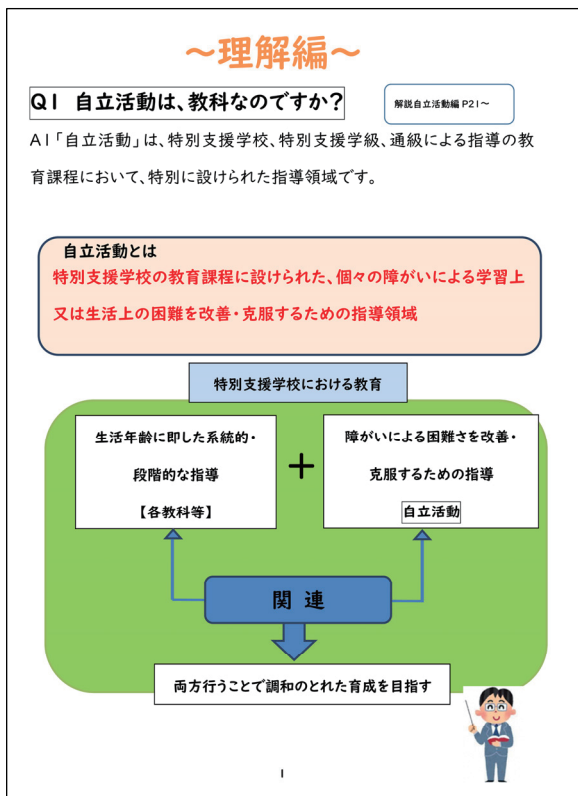 ～理解編～
Q1 自立活動は、教科なのですか？
解説自立活動編 P21～
A1「自立活動」は、特別支援学校、特別支援学級、通級による指導の教
育課程において、特別に設けられた指導領域です。
自立活動とは
特別支援学校の教育課程に設けられた、個々の障がいによる学習上
又は生活上の困難を改善・克服するための指導領域
特別支援学校における教育
生活年齢に即した系統的・
段階的な指導
【各教科等】
＋
障がいによる困難さを改善・
克服するための指導
自立活動
関 連
両方行うことで調和のとれた育成を目指す
1